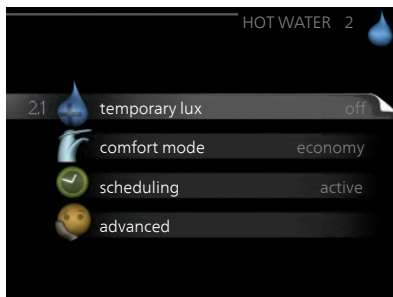 HOT WATER 2
2.1 temporary lux off
comfort mode economy
scheduling active
advanced